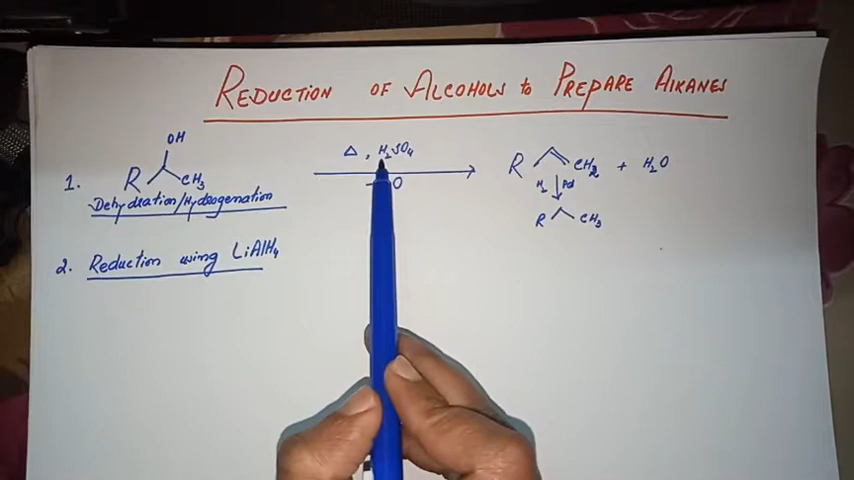 REDUCTION OF ALCOHOLS to PREPARE ALKANES
OH
1. R CH3
Δ, H2SO4
O
R CH2 + H2O
H2 Pd
R CH3
Dehydration/Hydrogenation
2. Reduction using LiAlH4